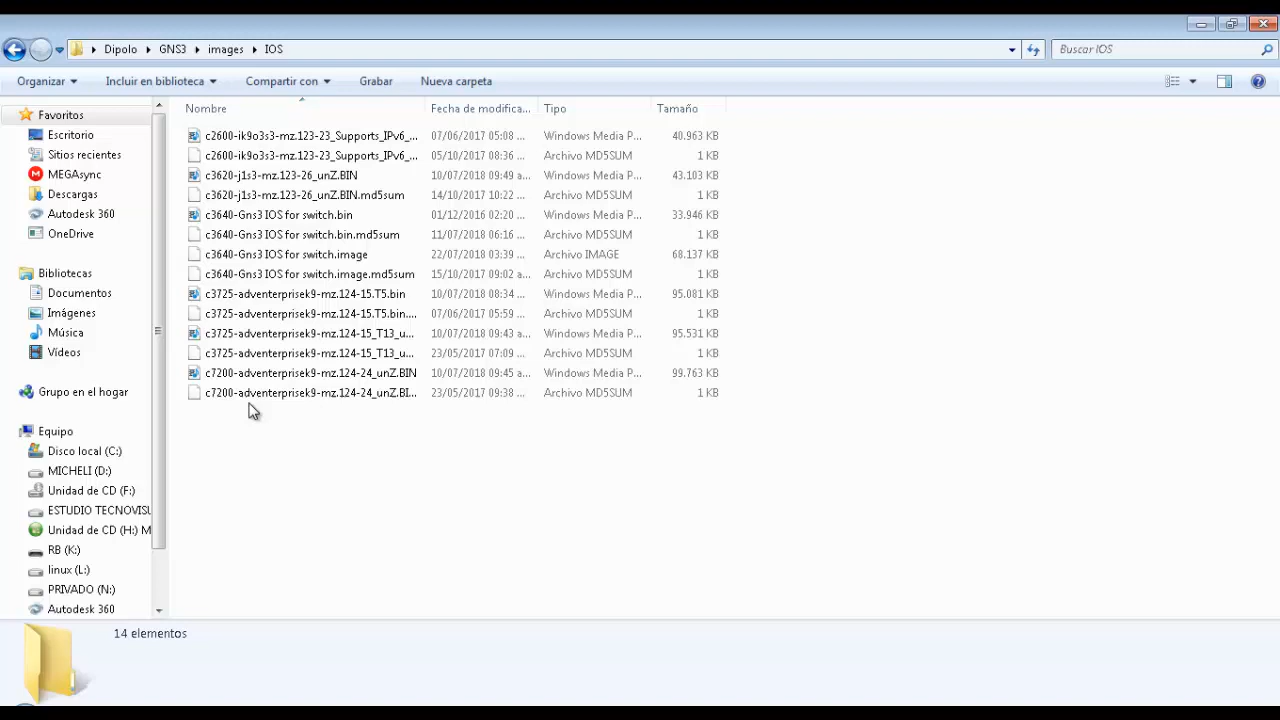 Dipolo GNS3 images IOS Buscar IOS
Organizar Incluir en biblioteca Compartir con Grabar Nueva carpeta
Favoritos
Escritorio
Sitios recientes
MEGAsync
Descargas
Autodesk 360
OneDrive
Bibliotecas
Documentos
Imágenes
Música
Vídeos
Grupo en el hogar
Equipo
Disco local (C:)
MICHELI (D:)
Unidad de CD (F:)
ESTUDIO TECNOVISU
Unidad de CD (H:) M
RB (K:)
linux (L:)
PRIVADO (N:)
Autodesk 360
Nombre Fecha de modifica... Tipo Tamaño
c2600-ik9o3s3-mz.123-23_Supports_IPv6_... 07/06/2017 05:08 ... Windows Media P... 40.963 KB
c2600-ik9o3s3-mz.123-23_Supports_IPv6_... 05/10/2017 08:36 ... Archivo MD5SUM 1 KB
c3620-j1s3-mz.123-26_unZ.BIN 10/07/2018 09:49 a... Windows Media P... 43.103 KB
c3620-j1s3-mz.123-26_unZ.BIN.md5sum 14/10/2017 10:22 ... Archivo MD5SUM 1 KB
c3640-Gns3 IOS for switch.bin 01/12/2016 02:20 ... Windows Media P... 33.946 KB
c3640-Gns3 IOS for switch.bin.md5sum 11/07/2018 06:16 ... Archivo MD5SUM 1 KB
c3640-Gns3 IOS for switch.image 22/07/2018 03:39 ... Archivo IMAGE 68.137 KB
c3640-Gns3 IOS for switch.image.md5sum 15/10/2017 09:02 a... Archivo MD5SUM 1 KB
c3725-adventerprisek9-mz.124-15.T5.bin 10/07/2018 08:34 ... Windows Media P... 95.081 KB
c3725-adventerprisek9-mz.124-15.T5.bin.... 07/06/2017 05:59 ... Archivo MD5SUM 1 KB
c3725-adventerprisek9-mz.124-15_T13_u... 10/07/2018 09:43 a... Windows Media P... 95.531 KB
c3725-adventerprisek9-mz.124-15_T13_u... 23/05/2017 07:09 ... Archivo MD5SUM 1 KB
c7200-adventerprisek9-mz.124-24_unZ.BIN 10/07/2018 09:45 a... Windows Media P... 99.763 KB
c7200-adventerprisek9-mz.124-24_unZ.BI... 23/05/2017 09:38 ... Archivo MD5SUM 1 KB
14 elementos